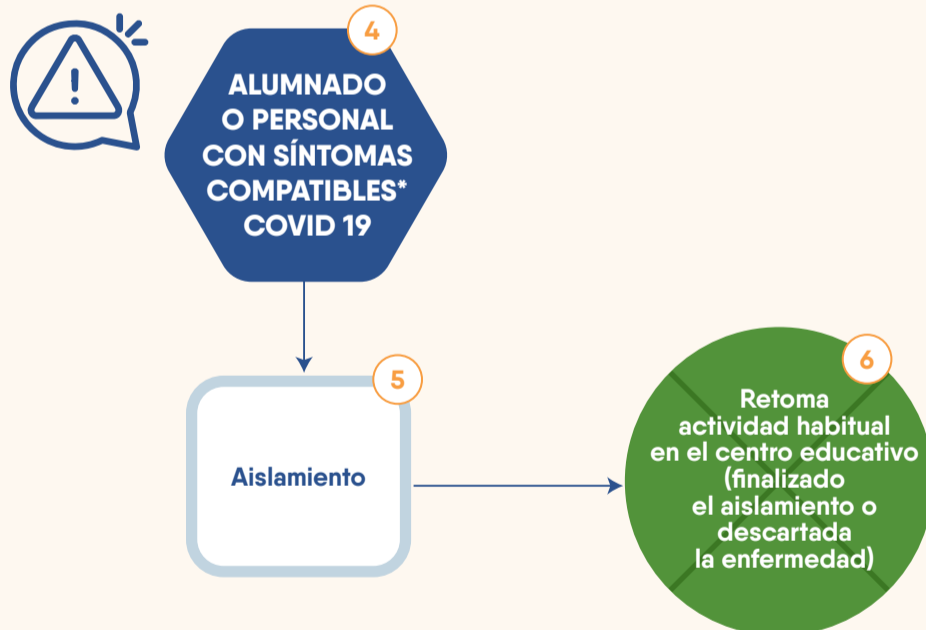 4
ALUMNADO
O PERSONAL
CON SÍNTOMAS
COMPATIBLES*
COVID 19
5
Aislamiento
6
Retoma
actividad habitual
en el centro educativo
(finalizado
el aislamiento o
descartada
la enfermedad)